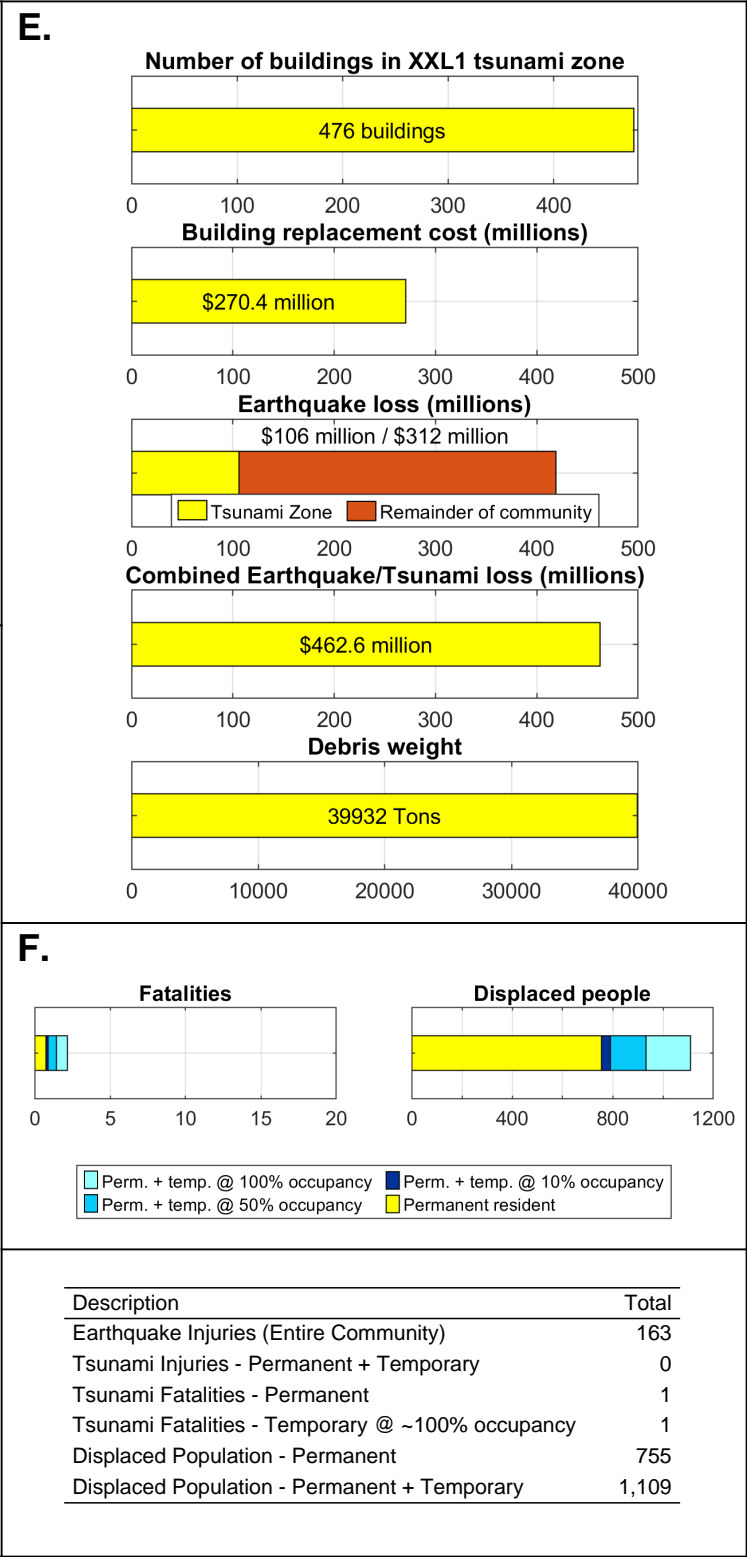 E.
Number of buildings in XXL1 tsunami zone
476 buildings
0 100 200 300 400
Building replacement cost (millions)
$270.4 million
0 100 200 300 400 500
Earthquake loss (millions)
$106 million / $312 million
Tsunami Zone Remainder of community
0 100 200 300 400 500
Combined Earthquake/Tsunami loss (millions)
$462.6 million
0 100 200 300 400 500
Debris weight
39932 Tons
0 10000 20000 30000 40000
F.
Fatalities Displaced people
0 5 10 15 20 0 400 800 1200
Perm. + temp. @ 100% occupancy Perm. + temp. @ 10% occupancy
Perm. + temp. @ 50% occupancy Permanent resident
Description Total
Earthquake Injuries (Entire Community) 163
Tsunami Injuries - Permanent + Temporary 0
Tsunami Fatalities - Permanent 1
Tsunami Fatalities - Temporary @ ~100% occupancy 1
Displaced Population - Permanent 755
Displaced Population - Permanent + Temporary 1,109